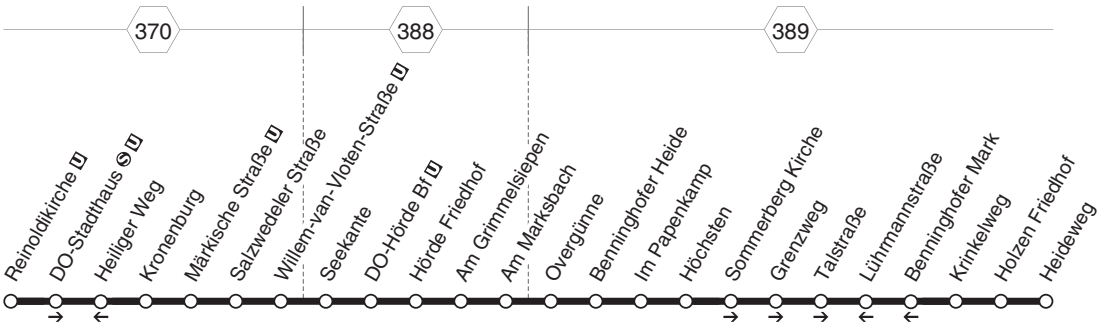 370
388
389
Reinoldikirche U
DO-Stadthaus S U
Heiliger Weg
Kronenburg
Märkische Straße U
Salzwedeler Straße
Willem-van-Vloten-Straße U
Seekante
DO-Hörde Bf U
Hörde Friedhof
Am Grimmelsiepen
Am Marksbach
Overgünne
Benninghofer Heide
Im Papenkamp
Höchsten
Sommerberg Kirche
Grenzweg
Talstraße
Lührmannstraße
Benninghofer Mark
Krinkelweg
Holzen Friedhof
Heideweg